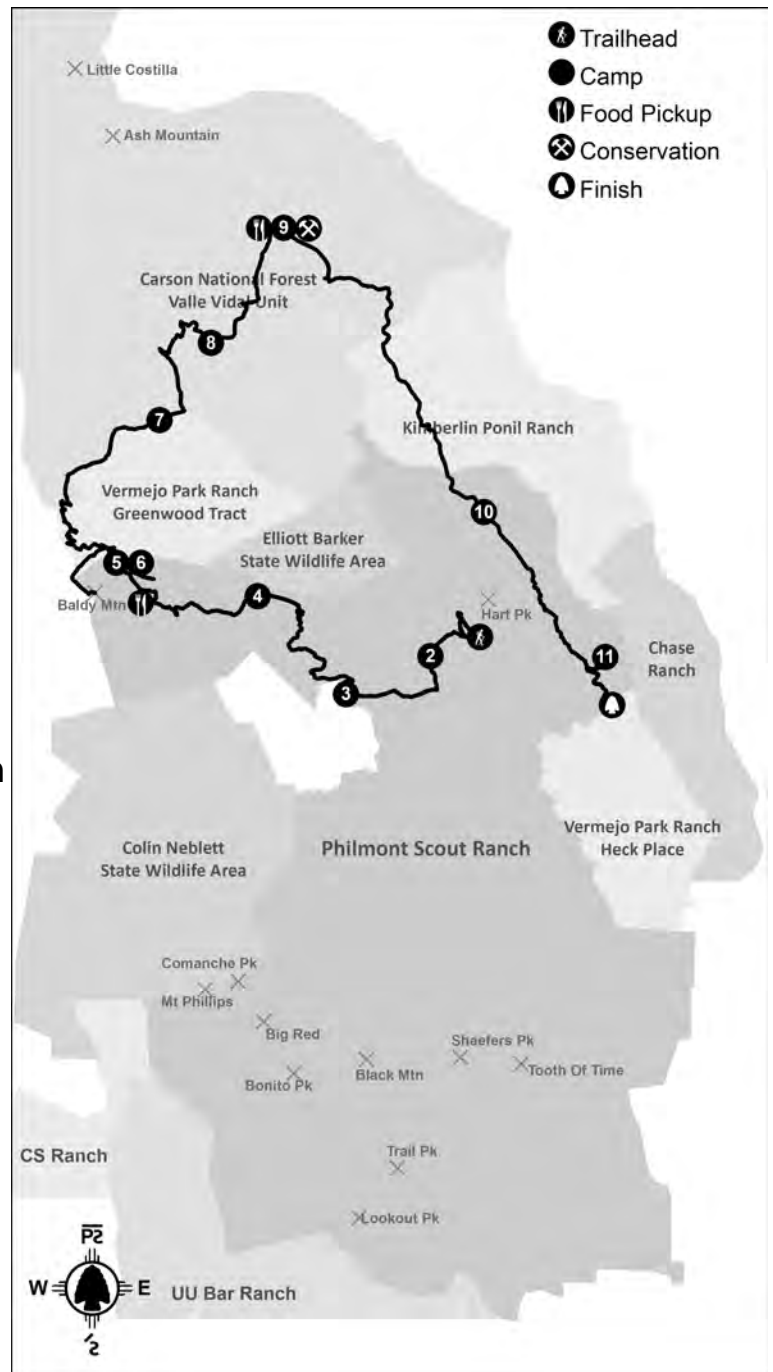 Trailhead
Camp
Food Pickup
Conservation
Finish
Little Costilla
Ash Mountain
9
Carson National Forest
Valle Vidal Unit
8
7
Kimberlin Ponil Ranch
Vermejo Park Ranch
Greenwood Tract
10
Elliott Barker
State Wildlife Area
5
6
Baldy Mtn
4
Hart Pk
2
11
Chase
Ranch
3
n
Colin Neblett
State Wildlife Area
Philmont Scout Ranch
Vermejo Park Ranch
Heck Place
Comanche Pk
Mt Phillips
Big Red
Bonito Pk
Black Mtn
Shaefers Pk
Tooth Of Time
Trail Pk
CS Ranch
Lookout Pk
W
E
UU Bar Ranch